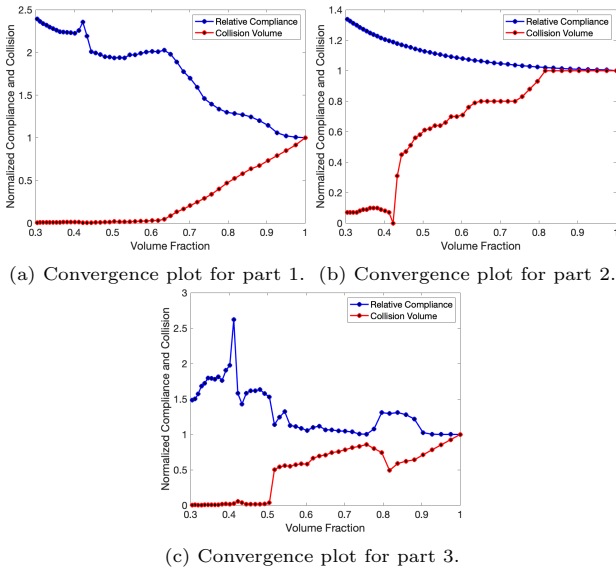 2.5
2
1.5
1
0.5
0
Normalized Compliance and Collision
Relative Compliance
Collision Volume
0.3 0.4 0.5 0.6 0.7 0.8 0.9 1
Volume Fraction
1.4
1.2
1
0.8
0.6
0.4
0.2
0
Normalized Compliance and Collision
Relative Compliance
Collision Volume
0.3 0.4 0.5 0.6 0.7 0.8 0.9 1
Volume Fraction
(a) Convergence plot for part 1.
(b) Convergence plot for part 2.
3
2.5
2
1.5
1
0.5
0
Normalized Compliance and Collision
Relative Compliance
Collision Volume
0.3 0.4 0.5 0.6 0.7 0.8 0.9 1
Volume Fraction
(c) Convergence plot for part 3.